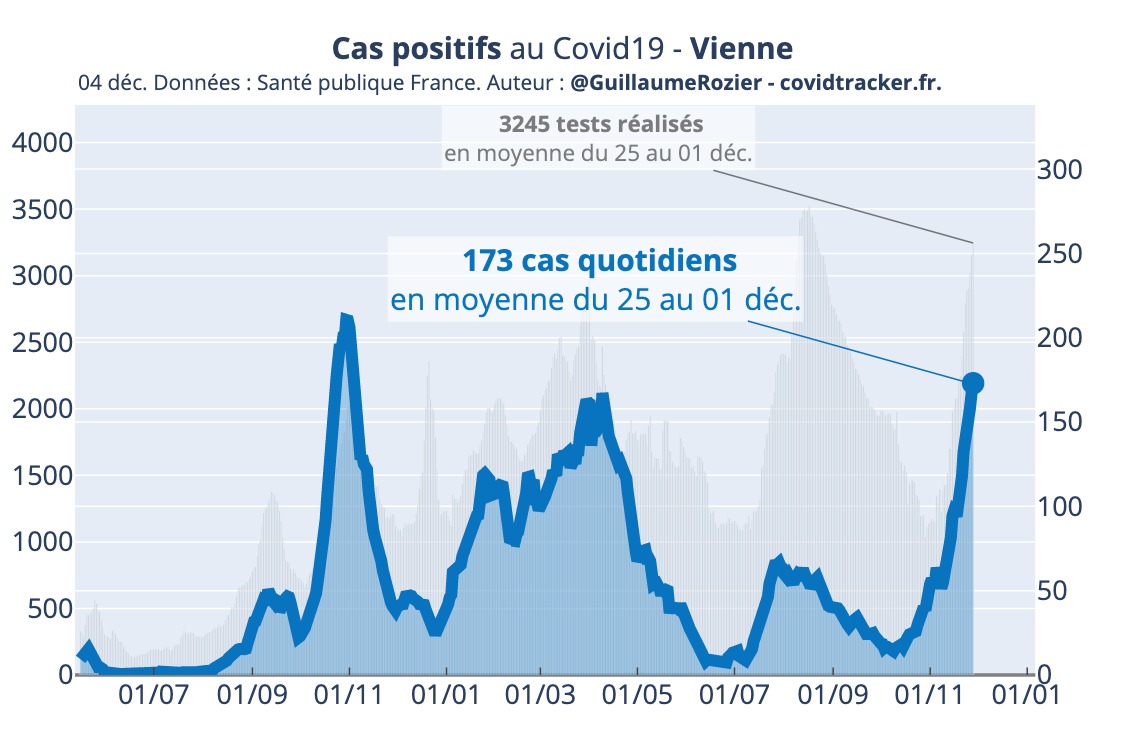 Cas positifs au Covid19 - Vienne
04 déc. Données : Santé publique France. Auteur : @GuillaumeRozier - covidtracker.fr.
3245 tests réalisés
en moyenne du 25 au 01 déc.
173 cas quotidiens
en moyenne du 25 au 01 déc.
4000
3500
3000
2500
2000
1500
1000
500
0
300
250
200
150
100
50
0
01/07 01/09 01/11 01/01 01/03 01/05 01/07 01/09 01/11 01/01